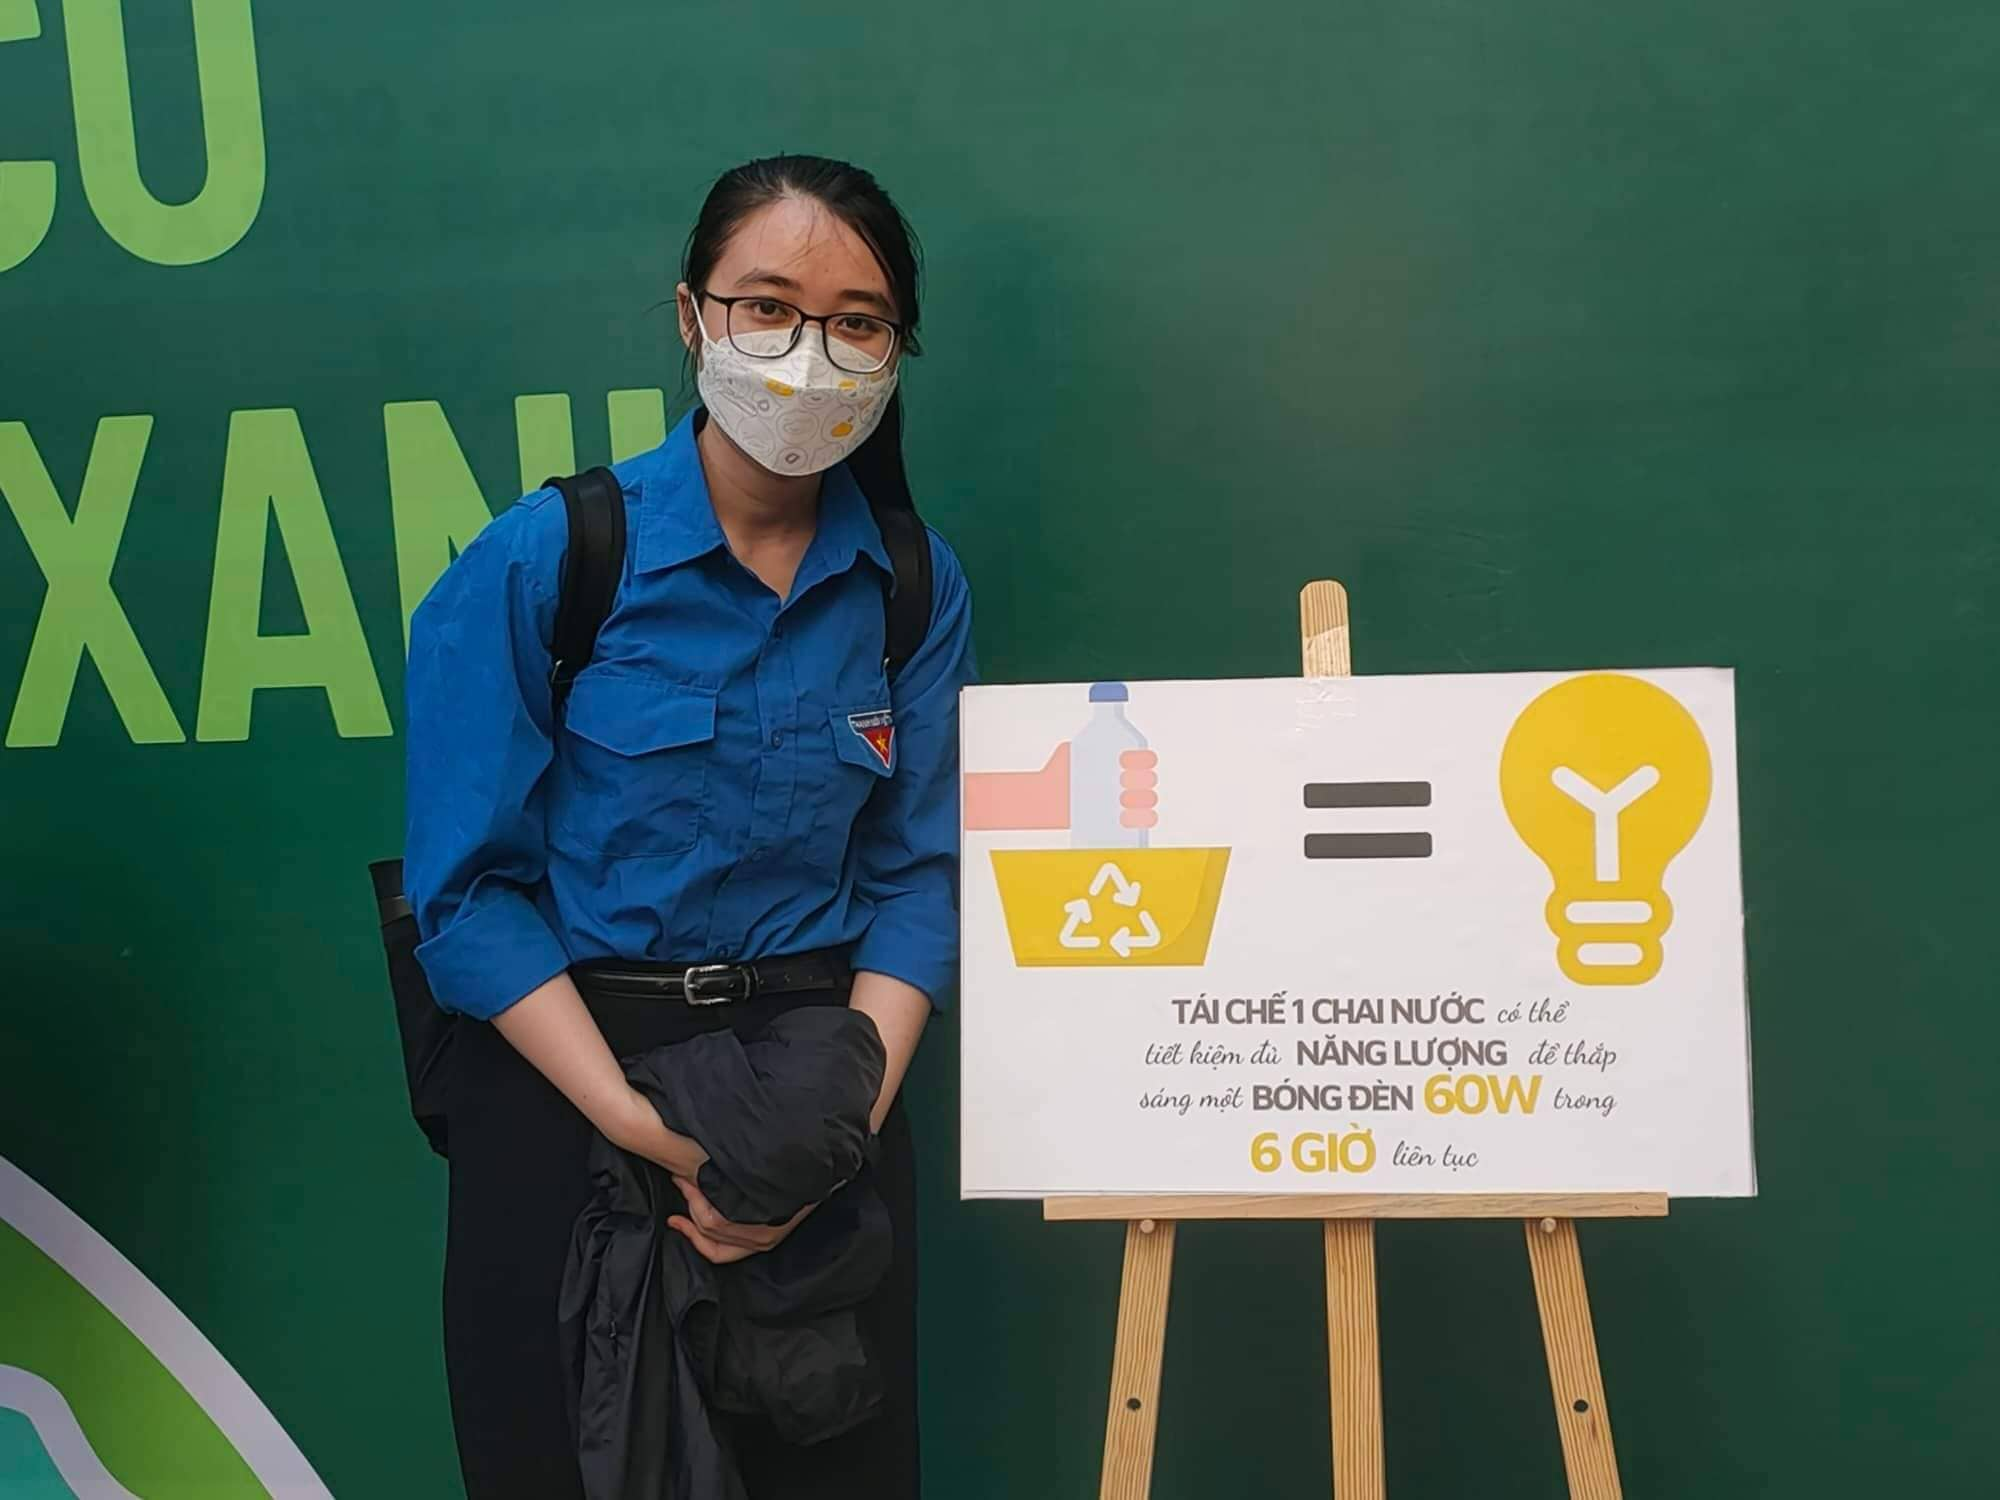 CŨ
XANH
TÁI CHẾ 1 CHAI NƯỚC có thể
tiết kiệm đủ NĂNG LƯỢNG để thắp
sáng một BÓNG ĐÈN 60W trong
6 GIỜ liên tục